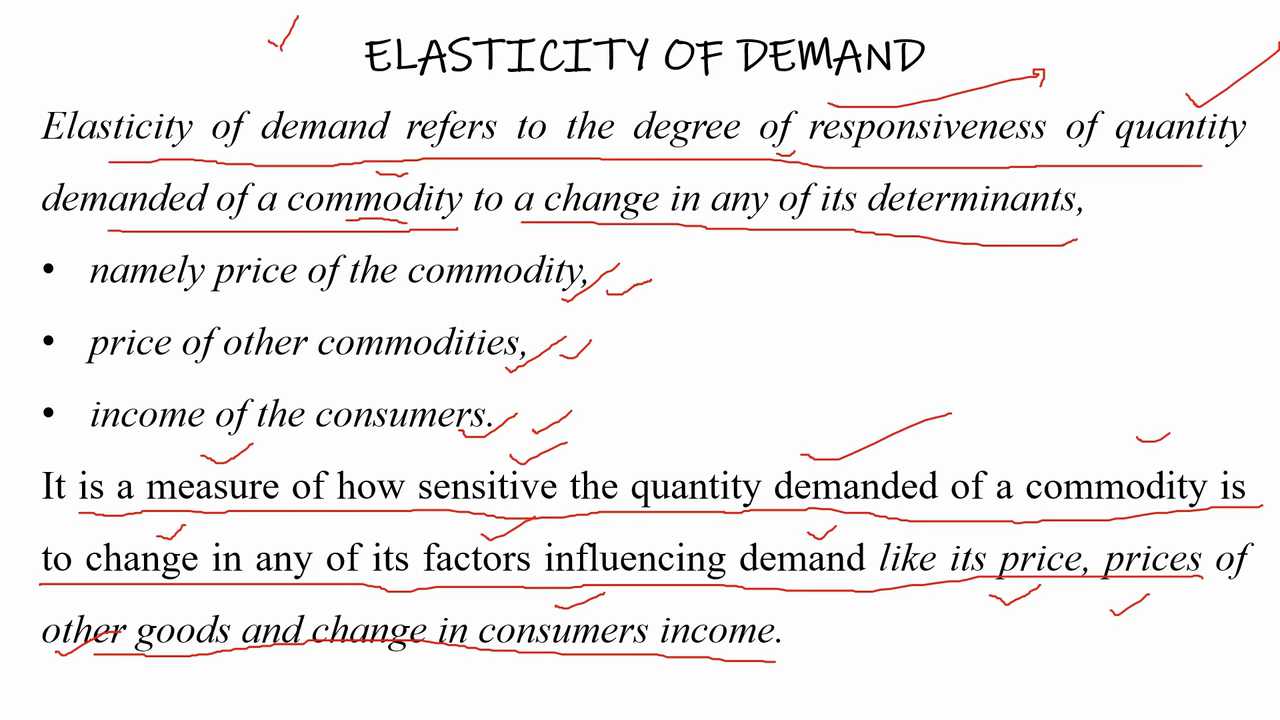 ELASTICITY OF DEMAND
Elasticity of demand refers to the degree of responsiveness of quantity
demanded of a commodity to a change in any of its determinants,
• namely price of the commodity,
• price of other commodities,
• income of the consumers.
It is a measure of how sensitive the quantity demanded of a commodity is
to change in any of its factors influencing demand like its price, prices of
other goods and change in consumers income.